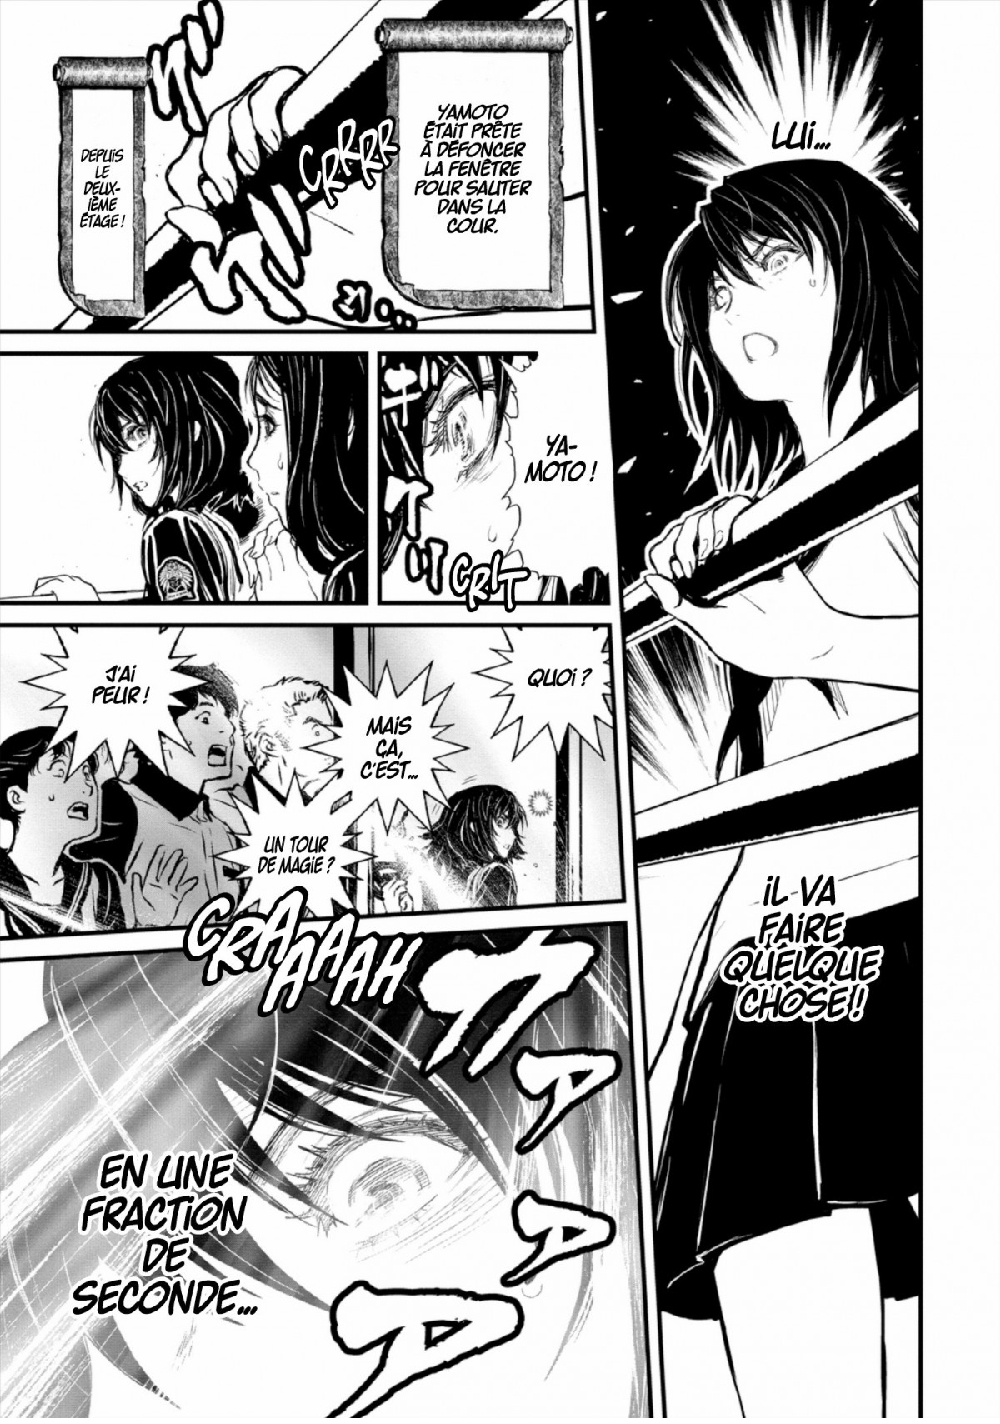 LUI...
IL VA
FAIRE
QUELQUE
CHOSE!
YAMOTO
ÉTAIT PRÊTE
À DÉFONCER
LA FENÊTRE
POUR SAUTER
DANS LA
COUR.
CRRRR
DEPUIS
LE
DEUX-
IÈME
ÉTAGE!
YA-
MOTO!
CRIT
QUOI?
MAIS
ÇA,
C'EST...
UN TOUR
DE MAGIE?
J'AI
PEUR!
CRAAAAAH
EN UNE
FRACTION
DE
SECONDE...